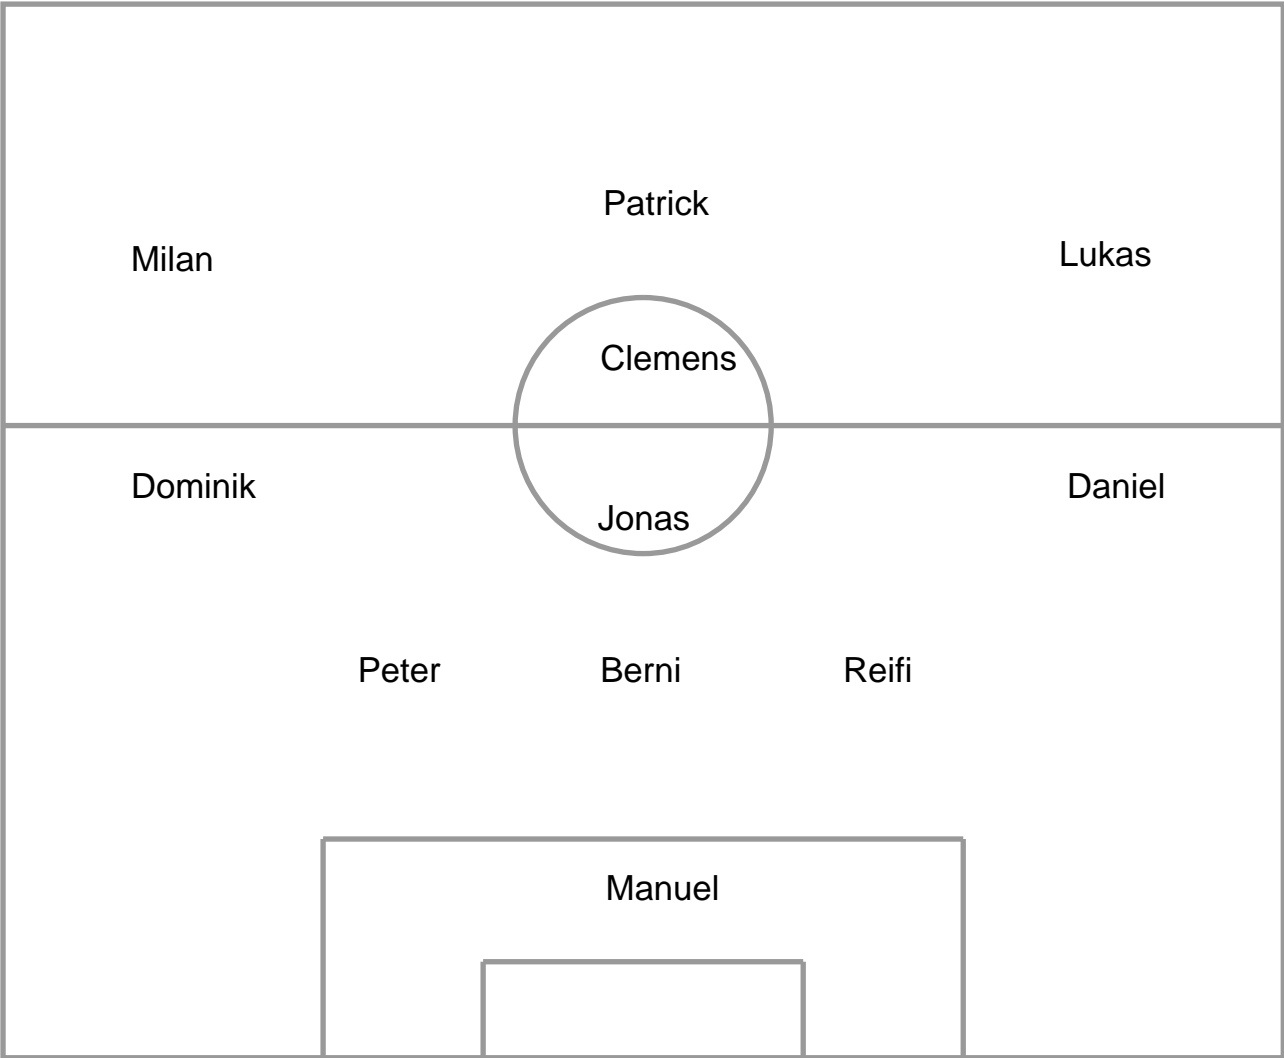 Patrick
Milan
Lukas
Clemens
Dominik
Daniel
Jonas
Peter
Berni
Reifi
Manuel